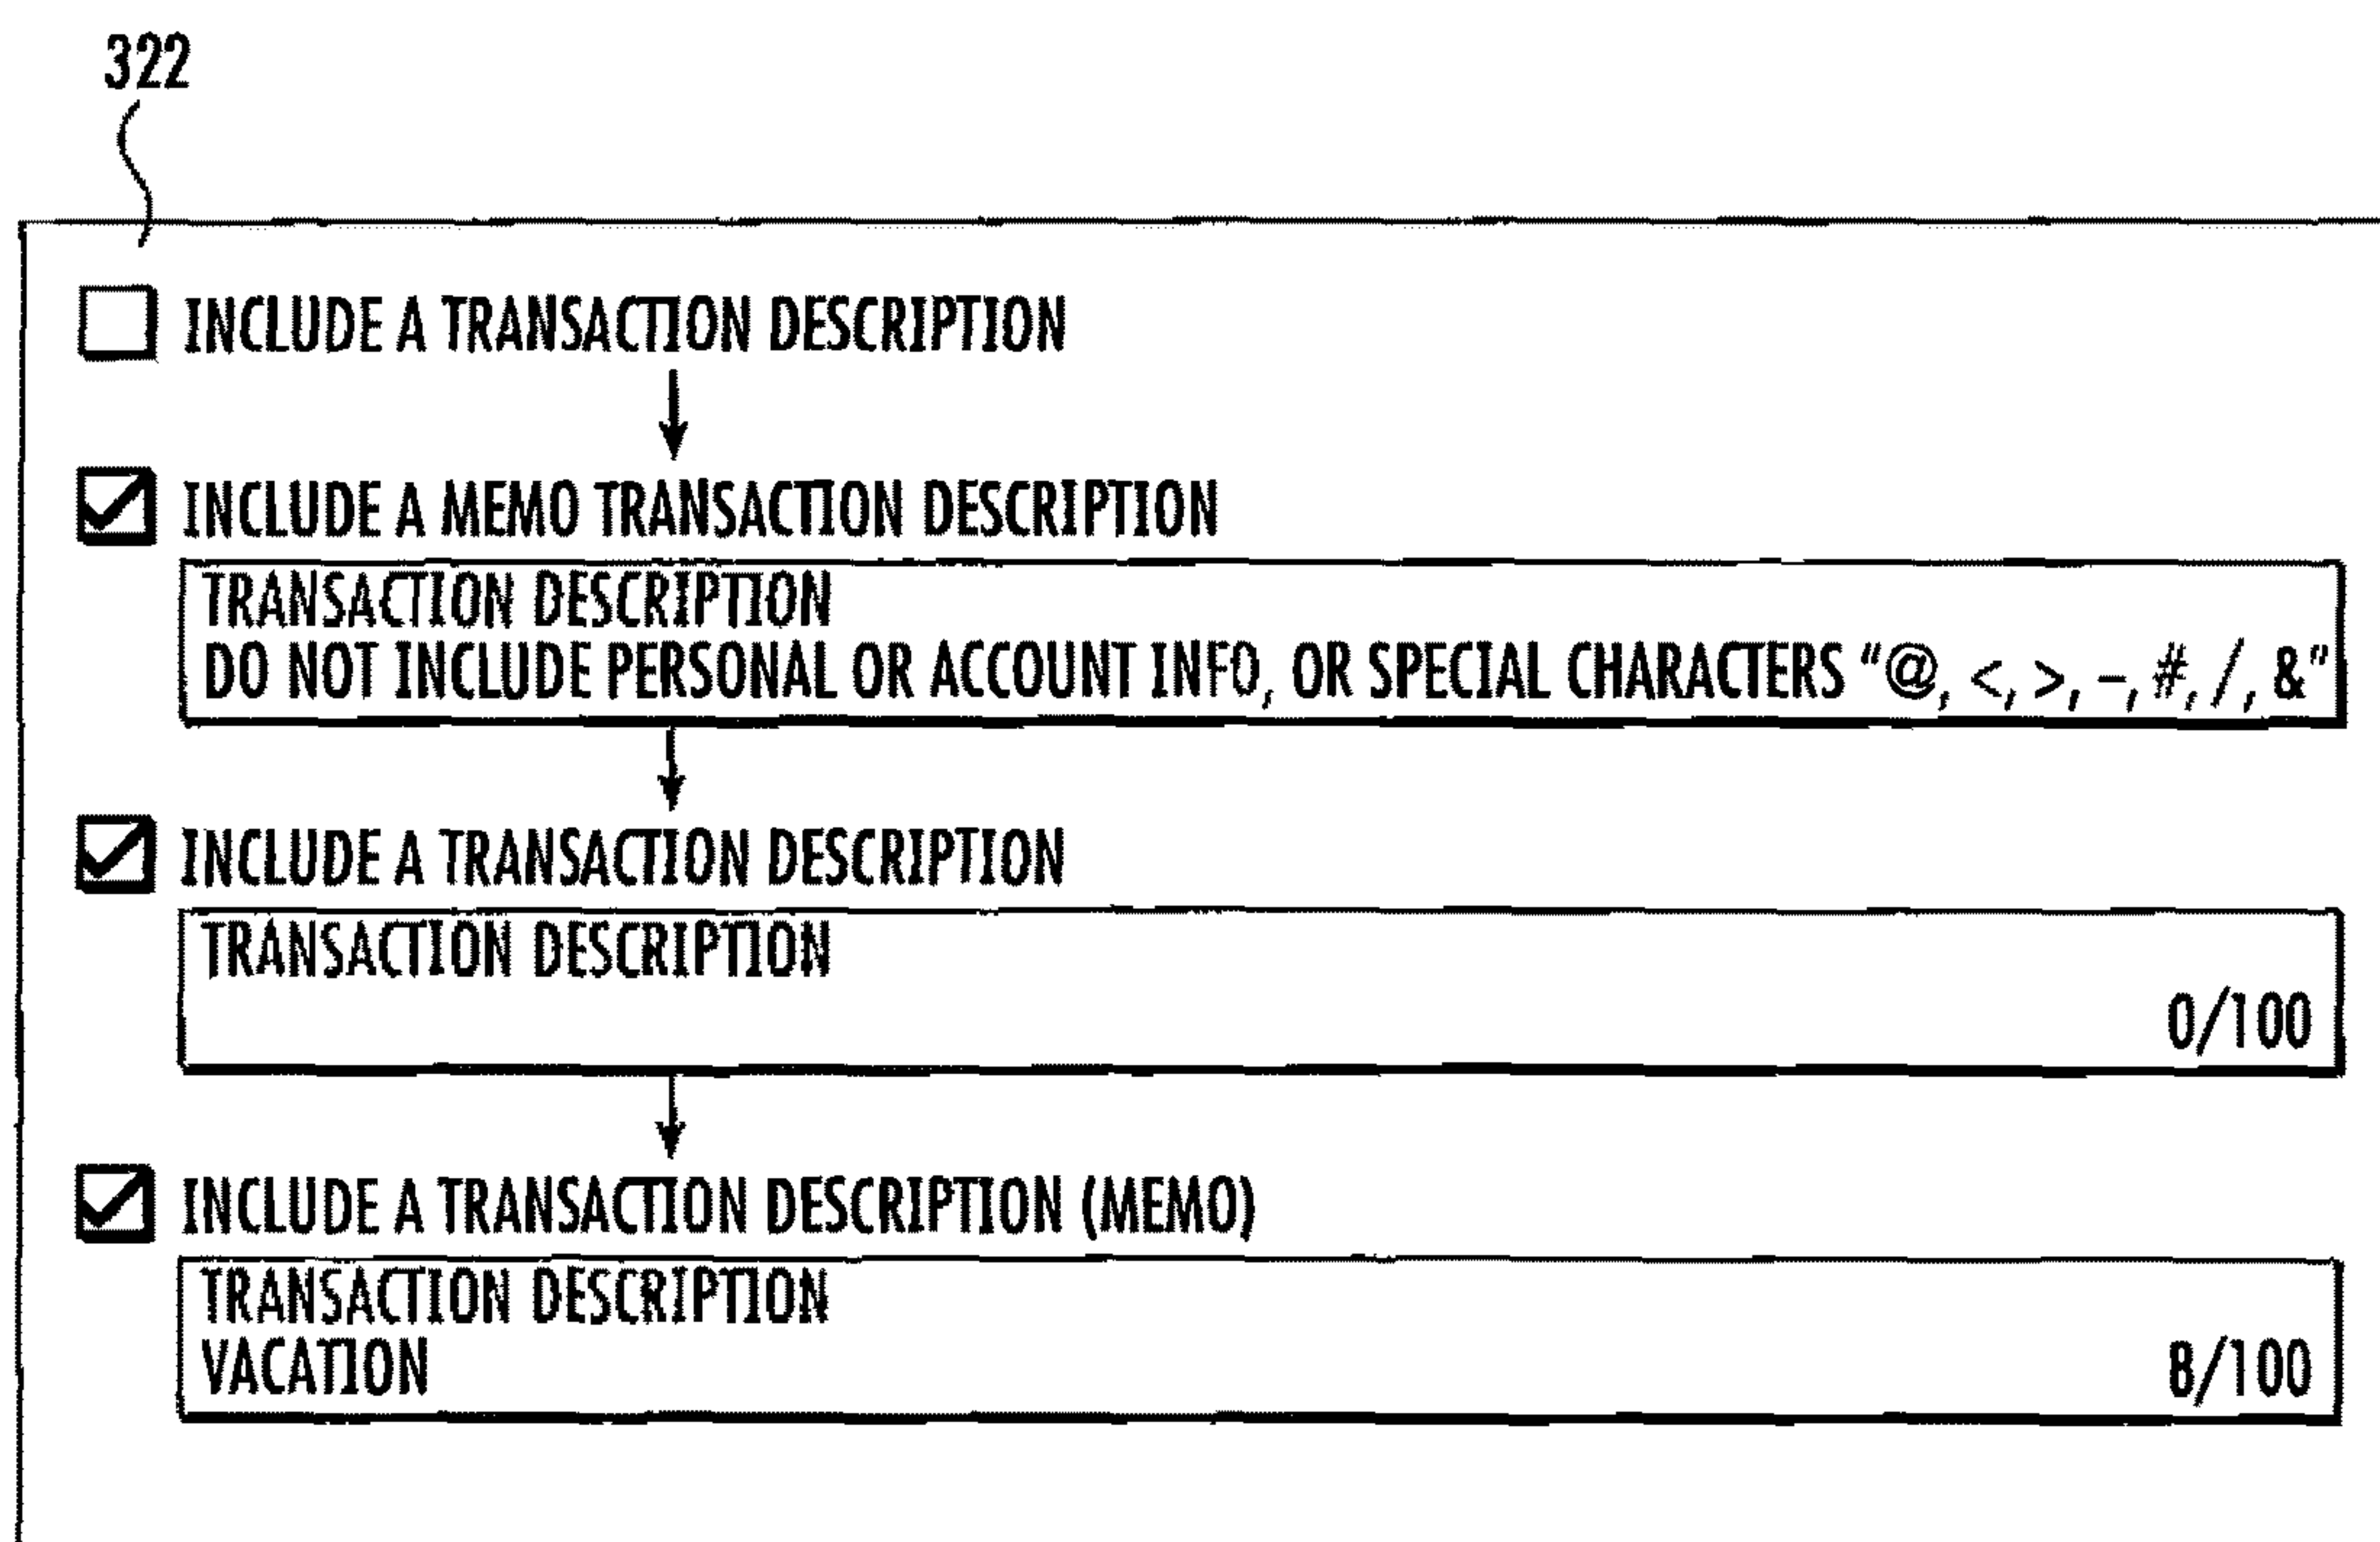 322
INCLUDE A TRANSACTION DESCRIPTION
INCLUDE A MEMO TRANSACTION DESCRIPTION
TRANSACTION DESCRIPTION
DO NOT INCLUDE PERSONAL OR ACCOUNT INFO, OR SPECIAL CHARACTERS "@, <, >, -, #, /, &"
INCLUDE A TRANSACTION DESCRIPTION
TRANSACTION DESCRIPTION
0/100
INCLUDE A TRANSACTION DESCRIPTION (MEMO)
TRANSACTION DESCRIPTION
VACATION 8/100